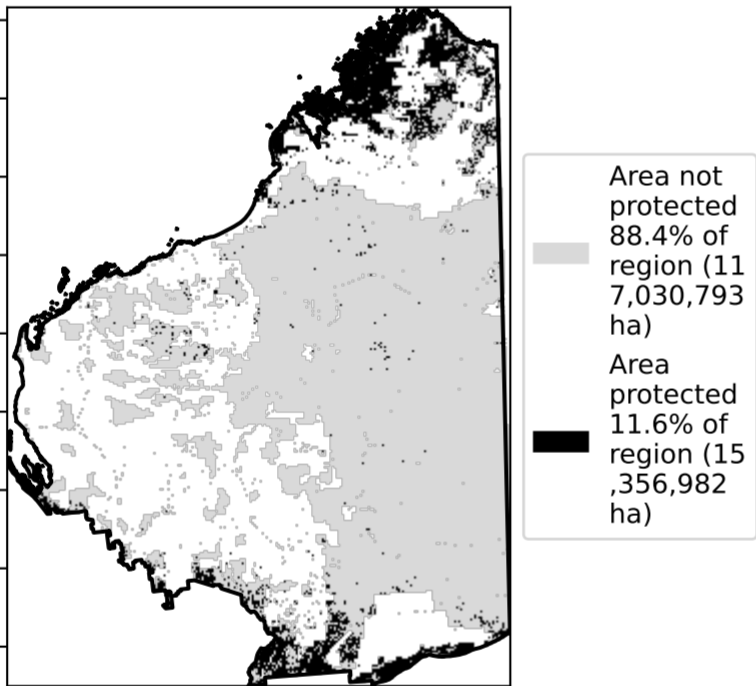 Area not
protected
88.4% of
region (11
7,030,793
ha)
Area
protected
11.6% of
region (15
,356,982
ha)